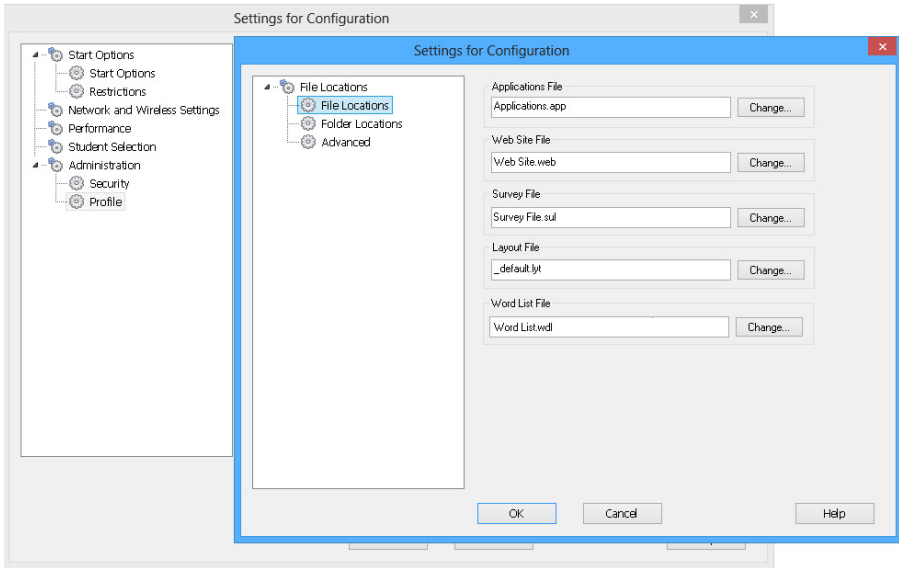 Settings for Configuration
Start Options
Start Options
Restrictions
Network and Wireless Settings
Performance
Student Selection
Administration
Security
Profile
Settings for Configuration
File Locations
File Locations
Folder Locations
Advanced
Applications File
Applications.app
Change...
Web Site File
Web Site.web
Change...
Survey File
Survey File.sul
Change...
Layout File
_default.lyt
Change...
Word List File
Word List.wdl
Change...
OK
Cancel
Help